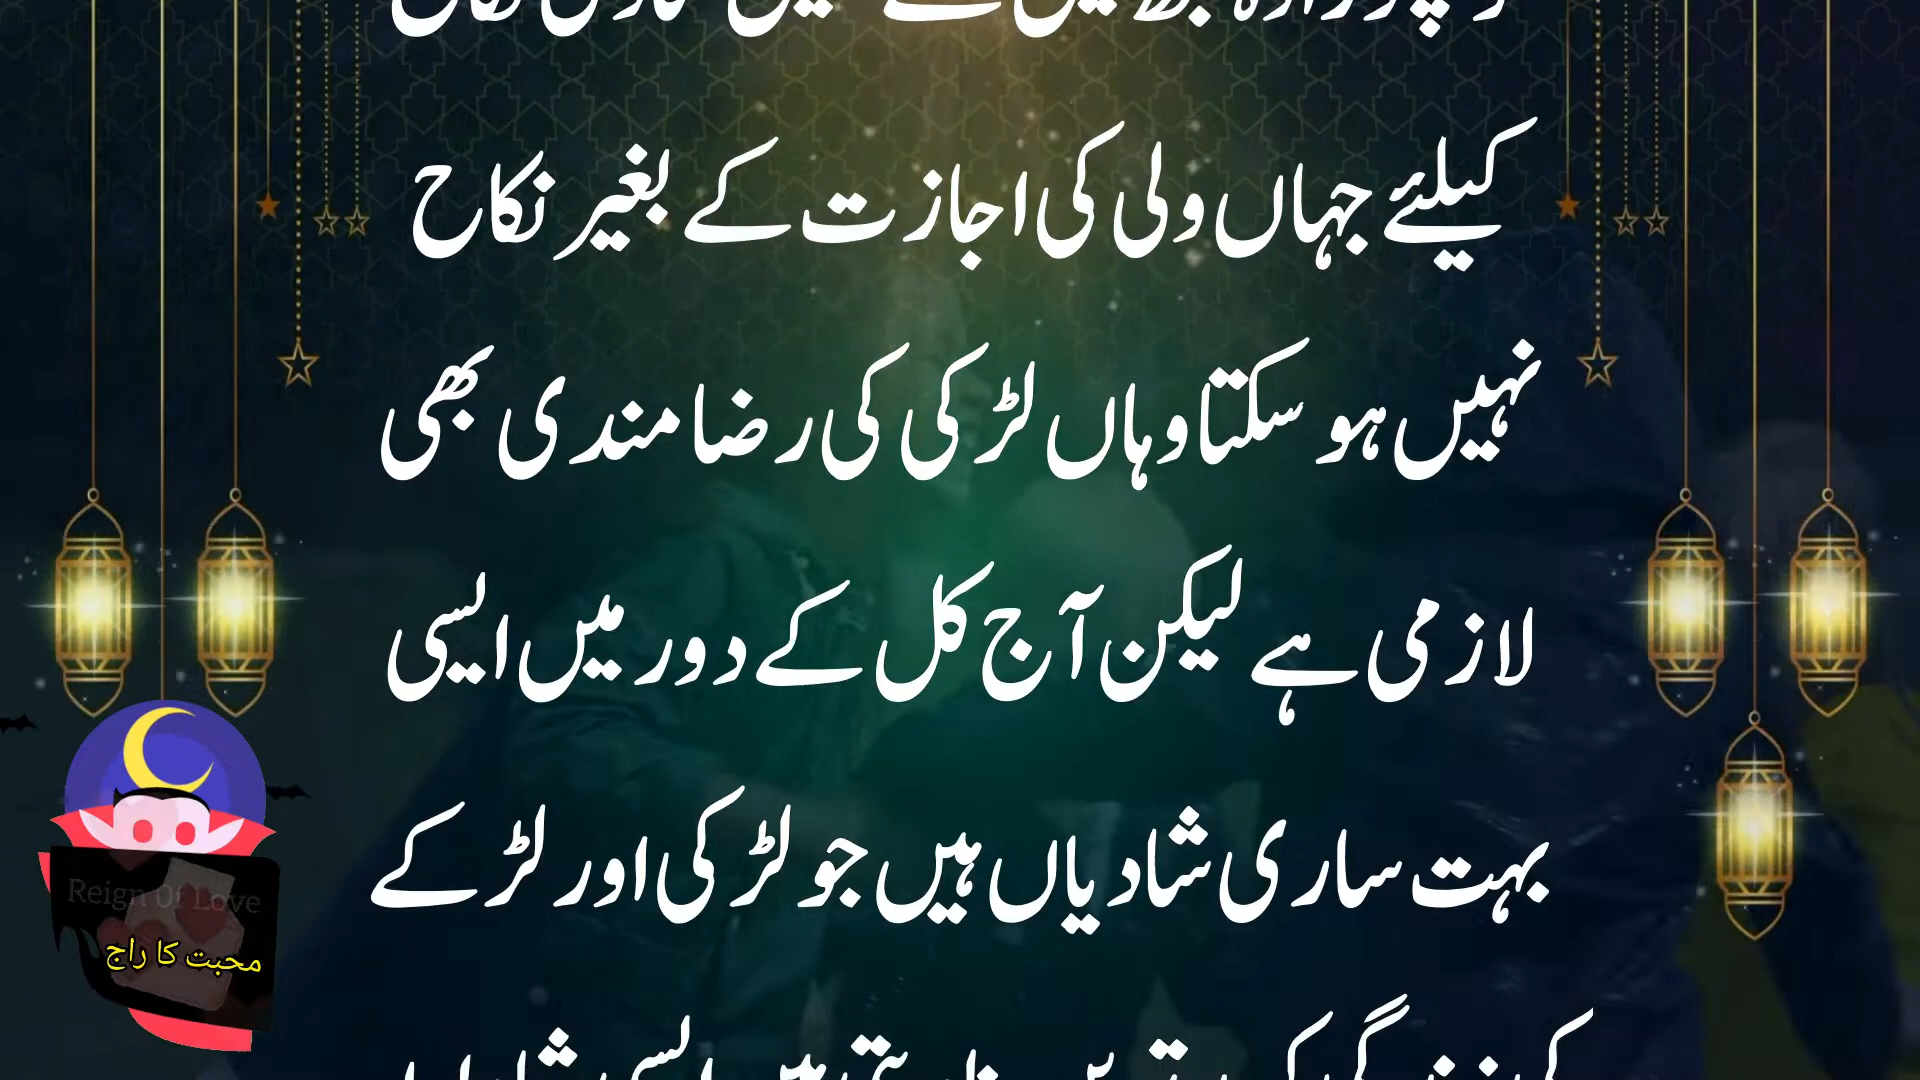 کیلئے جہاں ولی کی اجازت کے بغیر نکاح
نہیں ہو سکتا وہاں لڑکی کی رضا مندی بھی
لازمی ہے لیکن آج کل کے دور میں ایسی
بہت ساری شادیاں ہیں جو لڑکی اور لڑکے
Reign Of Love
محبت کا راج